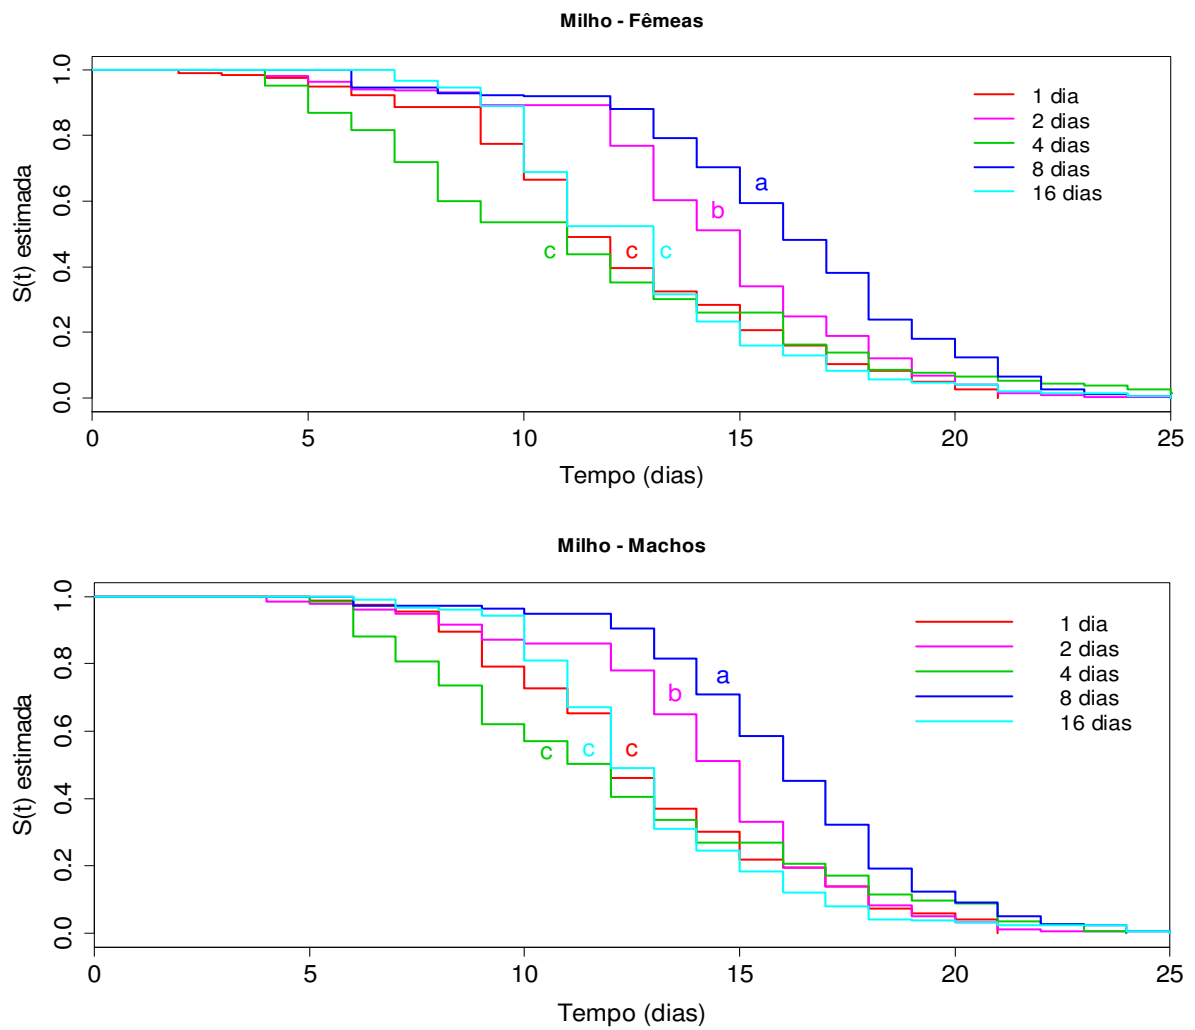 Milho - Fêmeas
S(t) estimada
1.0
0.8
0.6
0.4
0.2
0.0
1 dia
2 dias
4 dias
8 dias
16 dias
a
b
c c c
0 5 10 15 20 25
Tempo (dias)
Milho - Machos
S(t) estimada
1.0
0.8
0.6
0.4
0.2
0.0
1 dia
2 dias
4 dias
8 dias
16 dias
a
b
c c c
0 5 10 15 20 25
Tempo (dias)